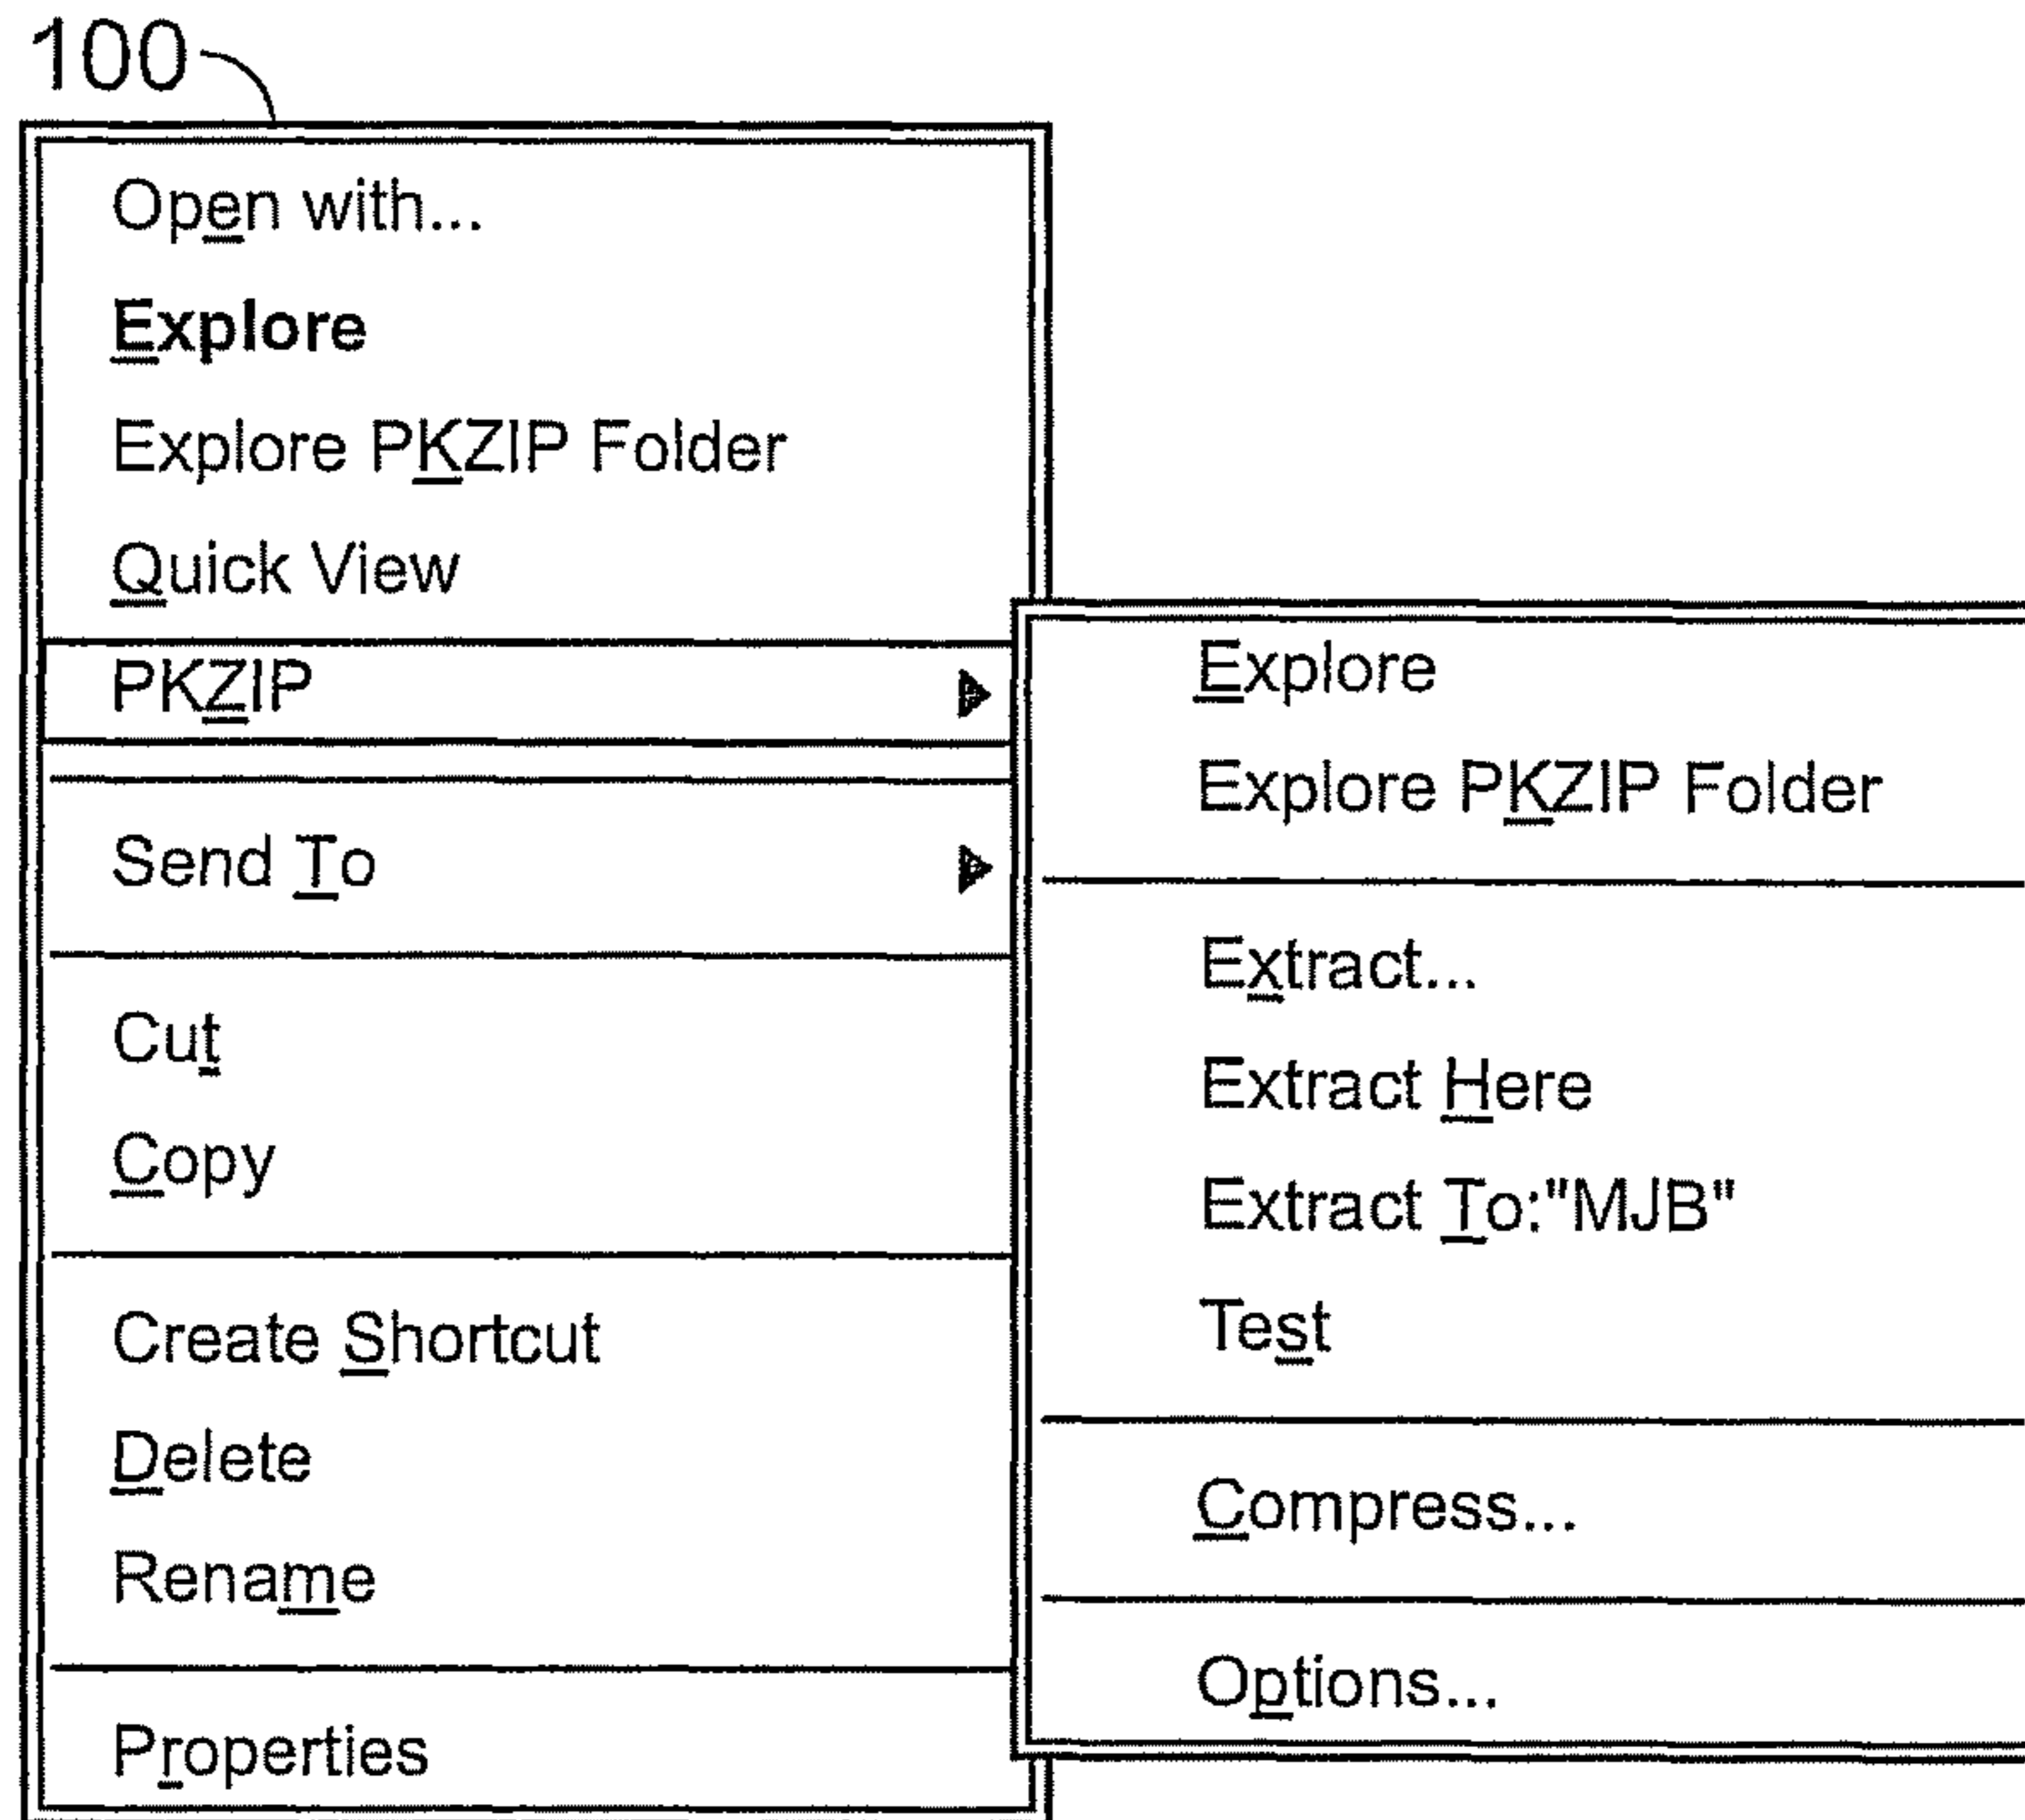 100
Open with...
Explore
Explore PKZIP Folder
Quick View
PKZIP
Send To
Cut
Copy
Create Shortcut
Delete
Rename
Properties
Explore
Explore PKZIP Folder
Extract...
Extract Here
Extract To:"MJB"
Test
Compress...
Options...